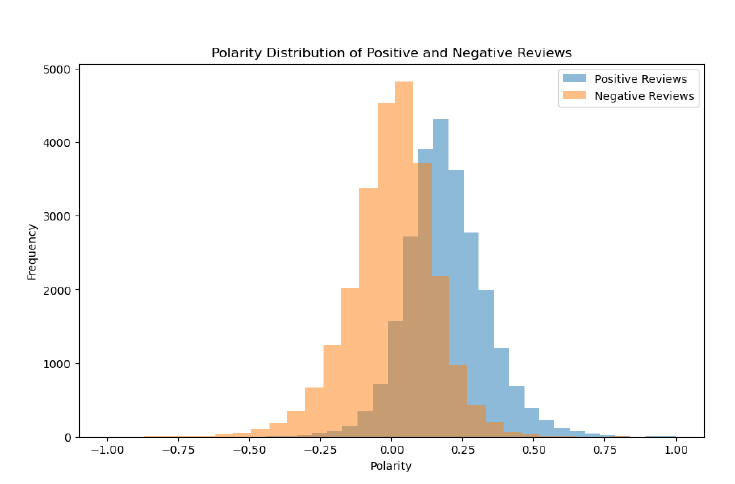 Polarity Distribution of Positive and Negative Reviews
Positive Reviews
Negative Reviews
5000
4000
3000
2000
1000
0
Frequency
−1.00 −0.75 −0.50 −0.25 0.00 0.25 0.50 0.75 1.00
Polarity